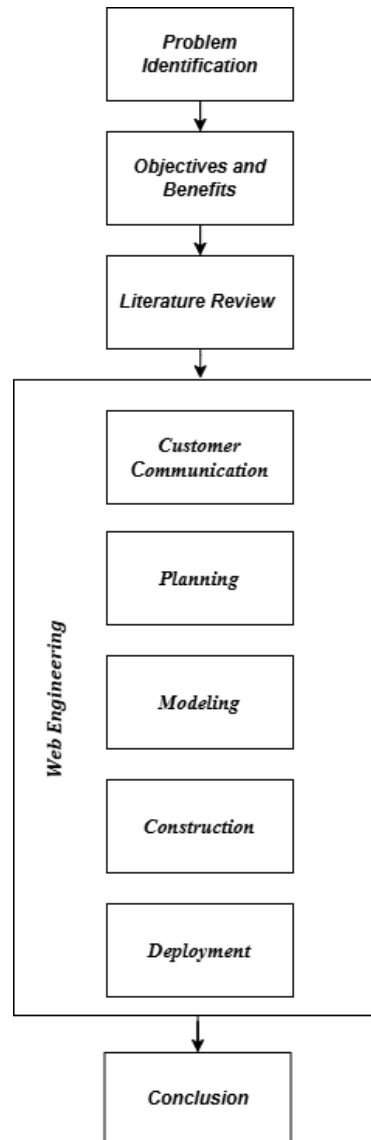 Problem
Identification
Objectives and
Benefits
Literature Review
Web Engineering
Customer
Communication
Planning
Modeling
Construction
Deployment
Conclusion